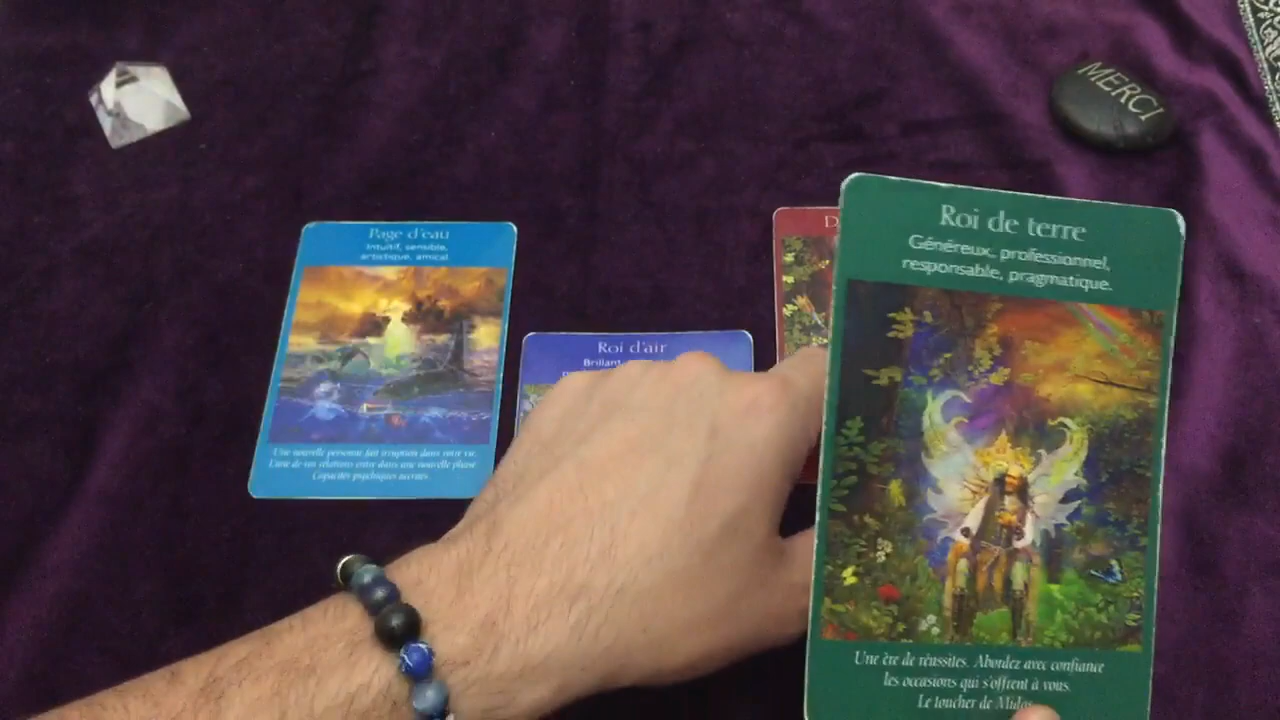 MERCI
Page d'eau
Intuitif, sensible,
artistique, amical.
Une nouvelle personne fait irruption dans votre vie.
L'une de vos relations entre dans une nouvelle phase
Capacités psychiques accrues.
Roi d'air
Brillant
D
Roi de terre
Généreux, professionnel,
responsable, pragmatique.
Une ère de réussites. Abordez avec confiance
les occasions qui s'offrent à vous.
Le toucher de Midas